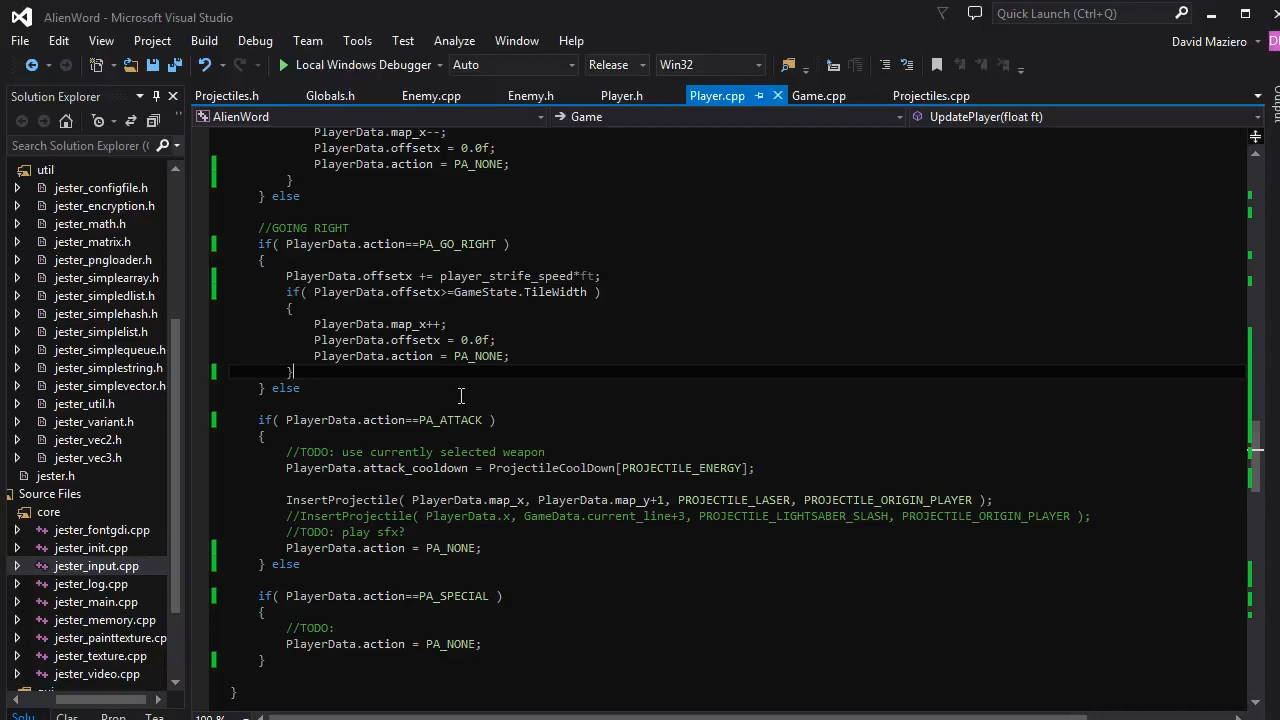 AlienWord - Microsoft Visual Studio
Quick Launch (Ctrl+Q)
File Edit View Project Build Debug Team Tools Test Analyze Window Help
David Maziero
Local Windows Debugger Auto Release Win32
Solution Explorer
Projectiles.h Globals.h Enemy.cpp Enemy.h Player.h Player.cpp Game.cpp Projectiles.cpp
AlienWord Game UpdatePlayer(float ft)
Search Solution Explorer (C
util
jester_configfile.h
jester_encryption.h
jester_math.h
jester_matrix.h
jester_pngloader.h
jester_simplearray.h
jester_simpledlist.h
jester_simplehash.h
jester_simplelist.h
jester_simplequeue.h
jester_simplestring.h
jester_simplevector.h
jester_util.h
jester_variant.h
jester_vec2.h
jester_vec3.h
jester.h
Source Files
core
jester_fontgdi.cpp
jester_init.cpp
jester_input.cpp
jester_log.cpp
jester_main.cpp
jester_memory.cpp
jester_painttexture.cp
jester_texture.cpp
jester_video.cpp
PlayerData.map_x--;
PlayerData.offsetx = 0.0f;
PlayerData.action = PA_NONE;
}
} else
//GOING RIGHT
if( PlayerData.action==PA_GO_RIGHT )
{
PlayerData.offsetx += player_strife_speed*ft;
if( PlayerData.offsetx>=GameState.TileWidth )
{
PlayerData.map_x++;
PlayerData.offsetx = 0.0f;
PlayerData.action = PA_NONE;
}
} else
if( PlayerData.action==PA_ATTACK )
{
//TODO: use currently selected weapon
PlayerData.attack_cooldown = ProjectileCoolDown[PROJECTILE_ENERGY];
InsertProjectile( PlayerData.map_x, PlayerData.map_y+1, PROJECTILE_LASER, PROJECTILE_ORIGIN_PLAYER );
//InsertProjectile( PlayerData.x, GameData.current_line+3, PROJECTILE_LIGHTSABER_SLASH, PROJECTILE_ORIGIN_PLAYER );
//TODO: play sfx?
PlayerData.action = PA_NONE;
} else
if( PlayerData.action==PA_SPECIAL )
{
//TODO:
PlayerData.action = PA_NONE;
}
}
Solu Clas Prop Tea
100 %